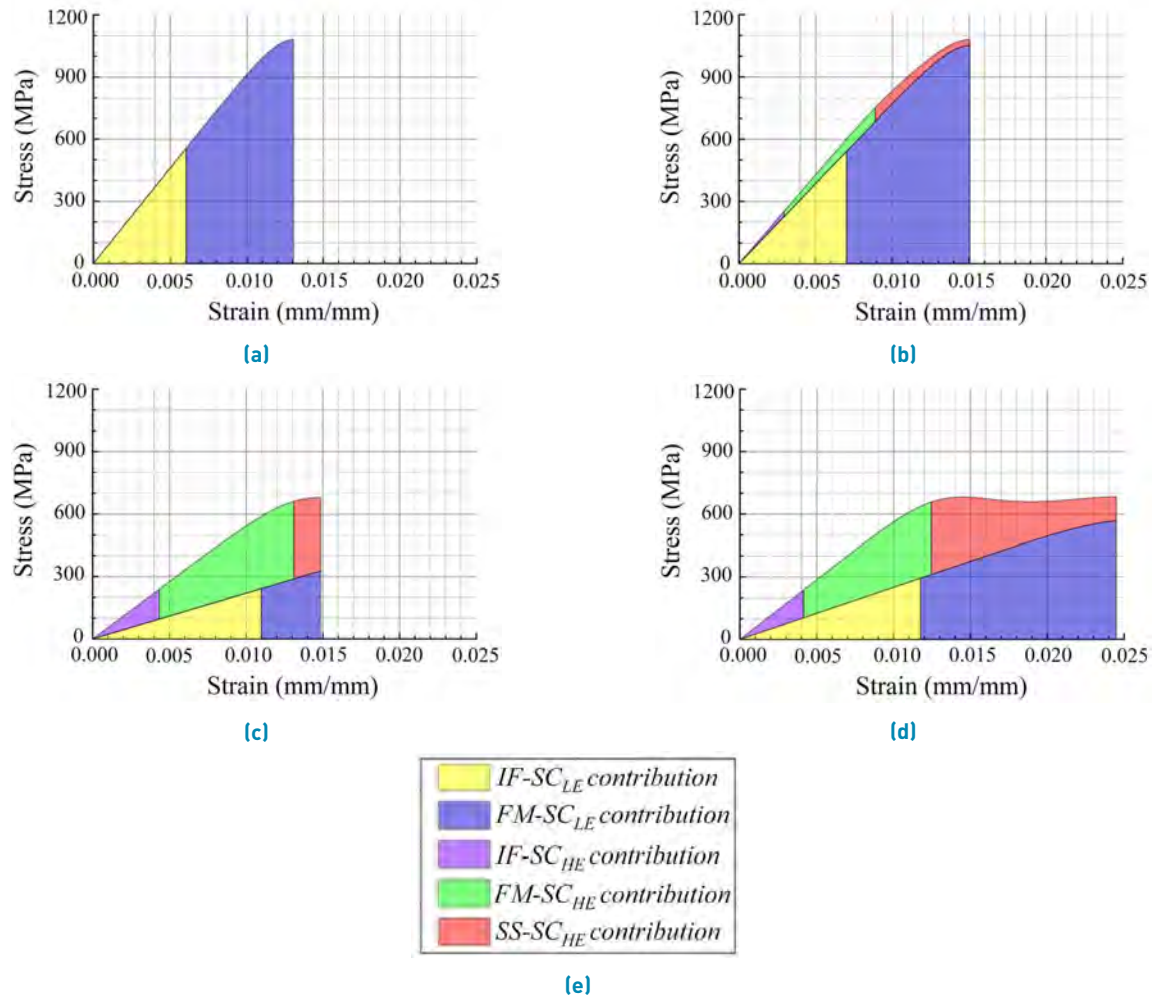 1200
900
600
300
0
Stress (MPa)
0.000 0.005 0.010 0.015 0.020 0.025
Strain (mm/mm)
(a)
1200
900
600
300
0
Stress (MPa)
0.000 0.005 0.010 0.015 0.020 0.025
Strain (mm/mm)
(b)
1200
900
600
300
0
Stress (MPa)
0.000 0.005 0.010 0.015 0.020 0.025
Strain (mm/mm)
(c)
1200
900
600
300
0
Stress (MPa)
0.000 0.005 0.010 0.015 0.020 0.025
Strain (mm/mm)
(d)
IF-SC_LE contribution
FM-SC_LE contribution
IF-SC_HE contribution
FM-SC_HE contribution
SS-SC_HE contribution
(e)